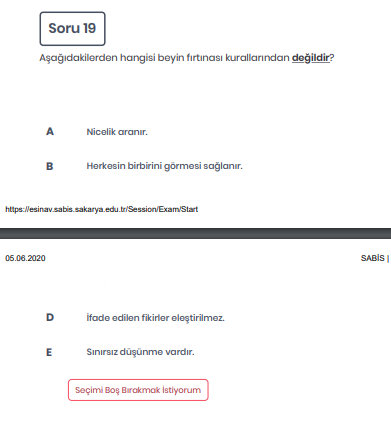 Soru 19
Aşağıdakilerden hangisi beyin fırtınası kurallarından değildir?
A Nicelik aranır.
B Herkesin birbirini görmesi sağlanır.
https://esinav.sabis.sakarya.edu.tr/Session/Exam/Start
05.06.2020 SABİS |
D İfade edilen fikirler eleştirilmez.
E Sınırsız düşünme vardır.
Seçimi Boş Bırakmak İstiyorum